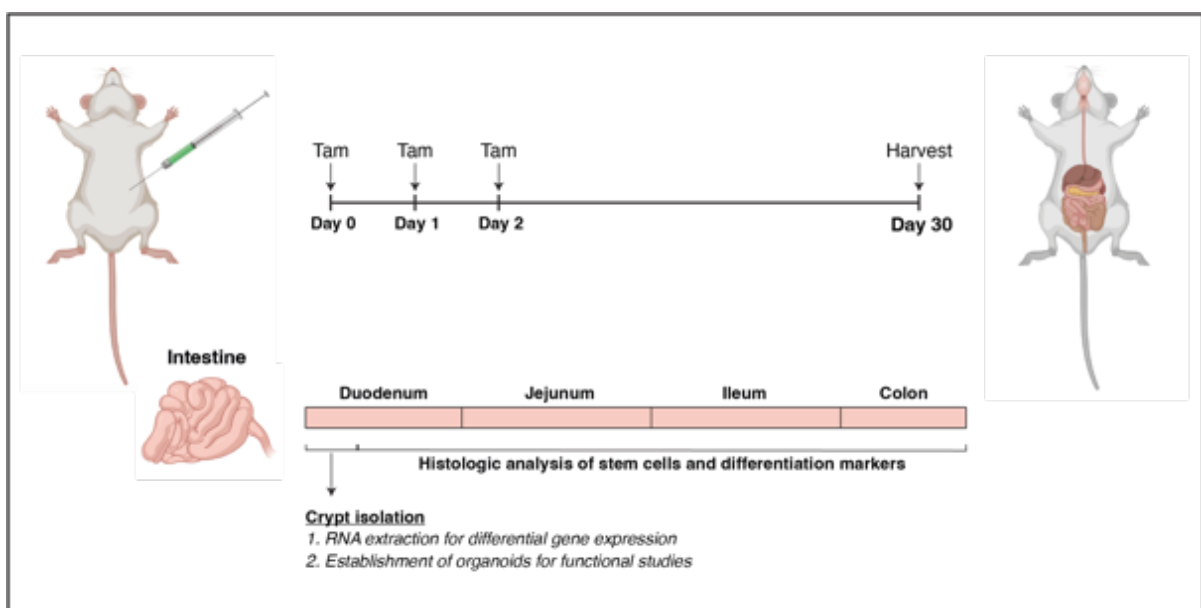 Tam Tam Tam Harvest
Day 0 Day 1 Day 2 Day 30
Intestine
Duodenum Jejunum Ileum Colon
Histologic analysis of stem cells and differentiation markers
Crypt isolation
1. RNA extraction for differential gene expression
2. Establishment of organoids for functional studies